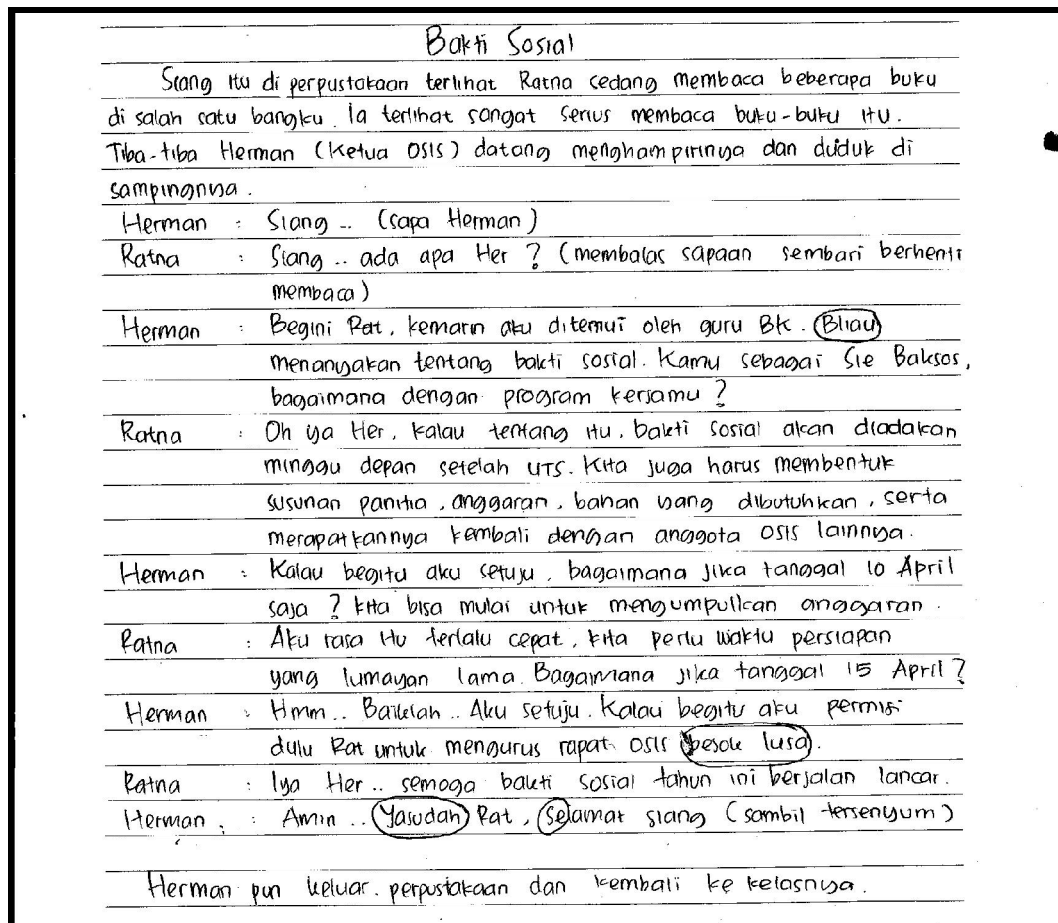 Bakti Sosial
Siang itu di perpustakaan terlihat Ratna cedang membaca beberapa buku
di salah catu bangku. Ia terlihat sangat serius membaca buku-buku itu.
Tiba-tiba Herman (Ketua OSIS) datang menghampirinya dan duduk di
sampingnya.
Herman : Siang .. (sapa Herman)
Ratna : Siang .. ada apa Her ? (membalas sapaan sembari berhenti
membaca)
Herman : Begini Rat, kemarin aku ditemui oleh guru BK. Bliau
menanyakan tentang bakti sosial. Kamu sebagai Sie Baksos,
bagaimana dengan program kerjamu ?
Ratna : Oh ya Her, kalau tentang itu, bakti sosial akan diadakan
minggu depan setelah UTS. Kita juga harus membentuk
susunan panitia, anggaran, bahan yang dibutuhkan, serta
merapatkannya kembali dengan anggota OSIS lainnya.
Herman : Kalau begitu aku setuju, bagaimana jika tanggal 10 April
saja ? kita bisa mulai untuk mengumpulkan anggaran.
Ratna : Aku rasa itu terlalu cepat, kita perlu waktu persiapan
yang lumayan lama. Bagaimana jika tanggal 15 April ?
Herman : Hmm .. Baiklah .. Aku setuju. Kalau begitu aku permisi
dulu Rat untuk mengurus rapat OSIS besok lusa.
Ratna : Iya Her .. semoga bakti sosial tahun ini berjalan lancar.
Herman : Amin .. Yasudah Rat, Selamat siang (sambil tersenyum)
Herman pun keluar perpustakaan dan kembali ke kelasnya.